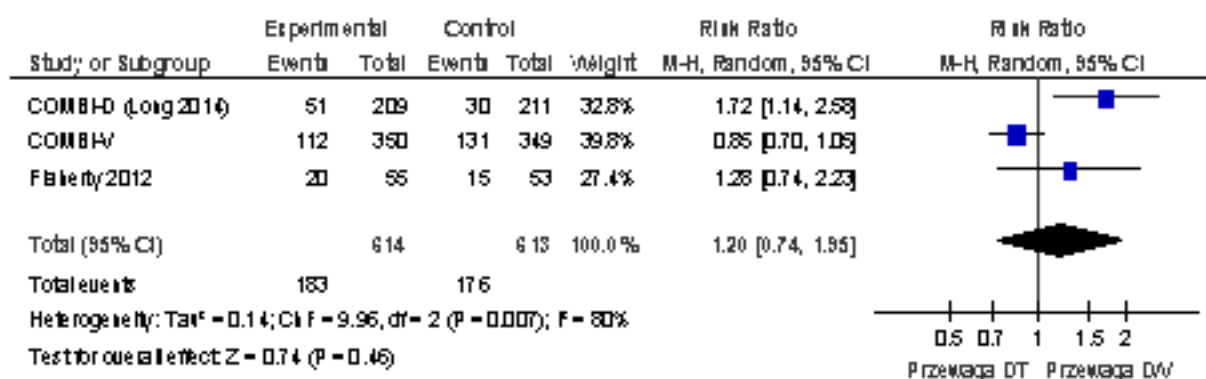 Experimental Control Risk Ratio Risk Ratio
Study or Subgroup Events Total Events Total Weight M-H, Random, 95% CI M-H, Random, 95% CI
COMBI-D (Long 2014) 51 209 30 211 32.8% 1.72 [1.14, 2.58]
COMBI-V 112 350 131 349 39.8% 0.85 [0.70, 1.05]
Flaherty 2012 20 55 15 53 27.4% 1.28 [0.74, 2.23]
Total (95% CI) 614 613 100.0% 1.20 [0.74, 1.95]
Total events 183 176
Heterogeneity: Tau² = 0.14; Chi² = 9.96, df = 2 (P = 0.007); I² = 80%
Test for overall effect: Z = 0.74 (P = 0.46)
0.5 0.7 1 1.5 2
Przewaga DT Przewaga D/V